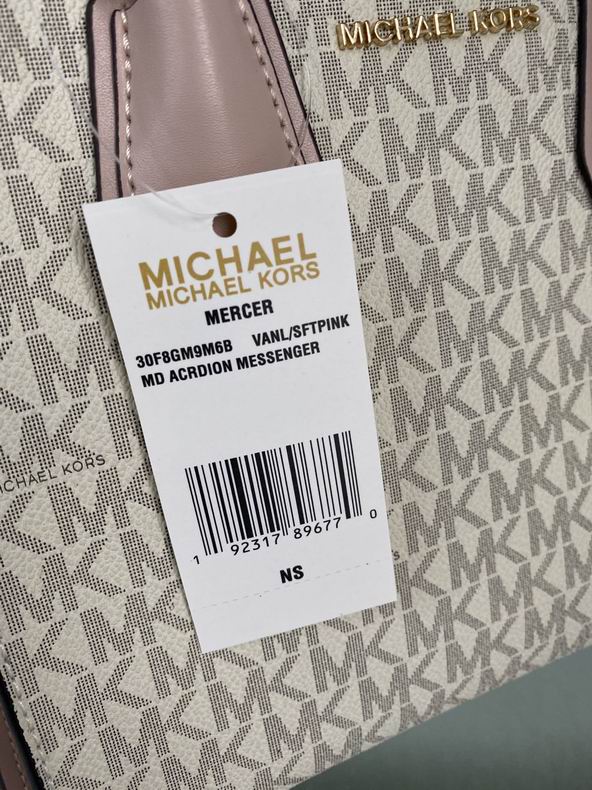 MICHAEL KORS
MICHAEL
MICHAEL KORS
MERCER
30F8GM9M6B VANL/SFTPINK
MD ACRDION MESSENGER
1 92317 89677 0
NS
MICHAEL KORS